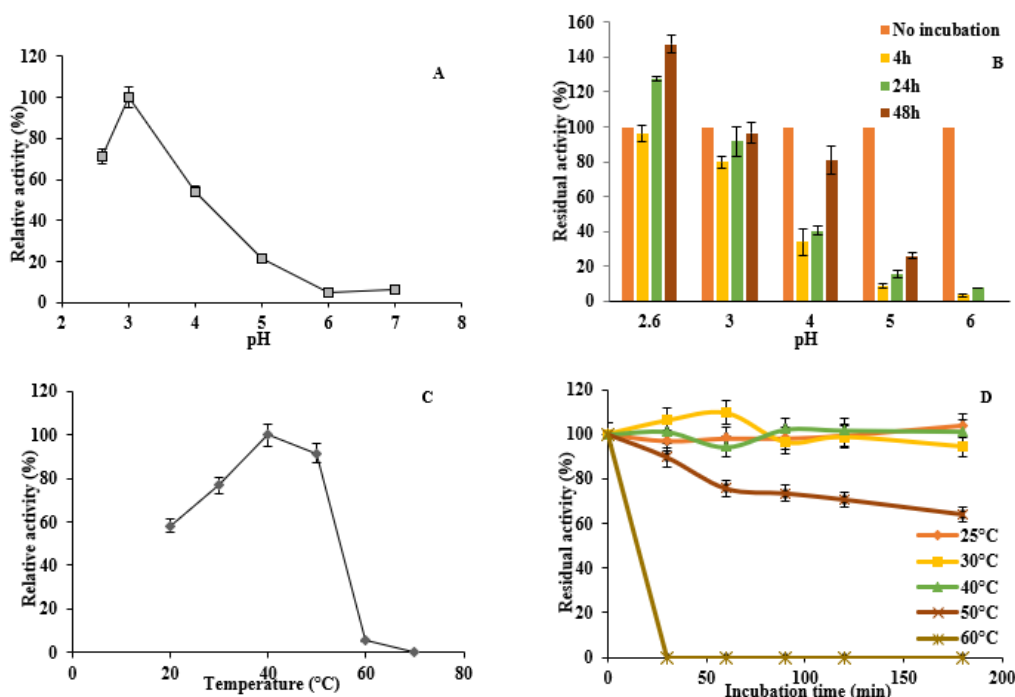 A
Relative activity (%)
120
100
80
60
40
20
0
2 3 4 5 6 7 8
pH
B
Residual activity (%)
160
140
120
100
80
60
40
20
0
No incubation
4h
24h
48h
2.6 3 4 5 6
pH
C
Relative activity (%)
120
100
80
60
40
20
0
0 20 40 60 80
Temperature (°C)
D
Residual activity (%)
120
100
80
60
40
20
0
25°C
30°C
40°C
50°C
60°C
0 50 100 150 200
Incubation time (min)